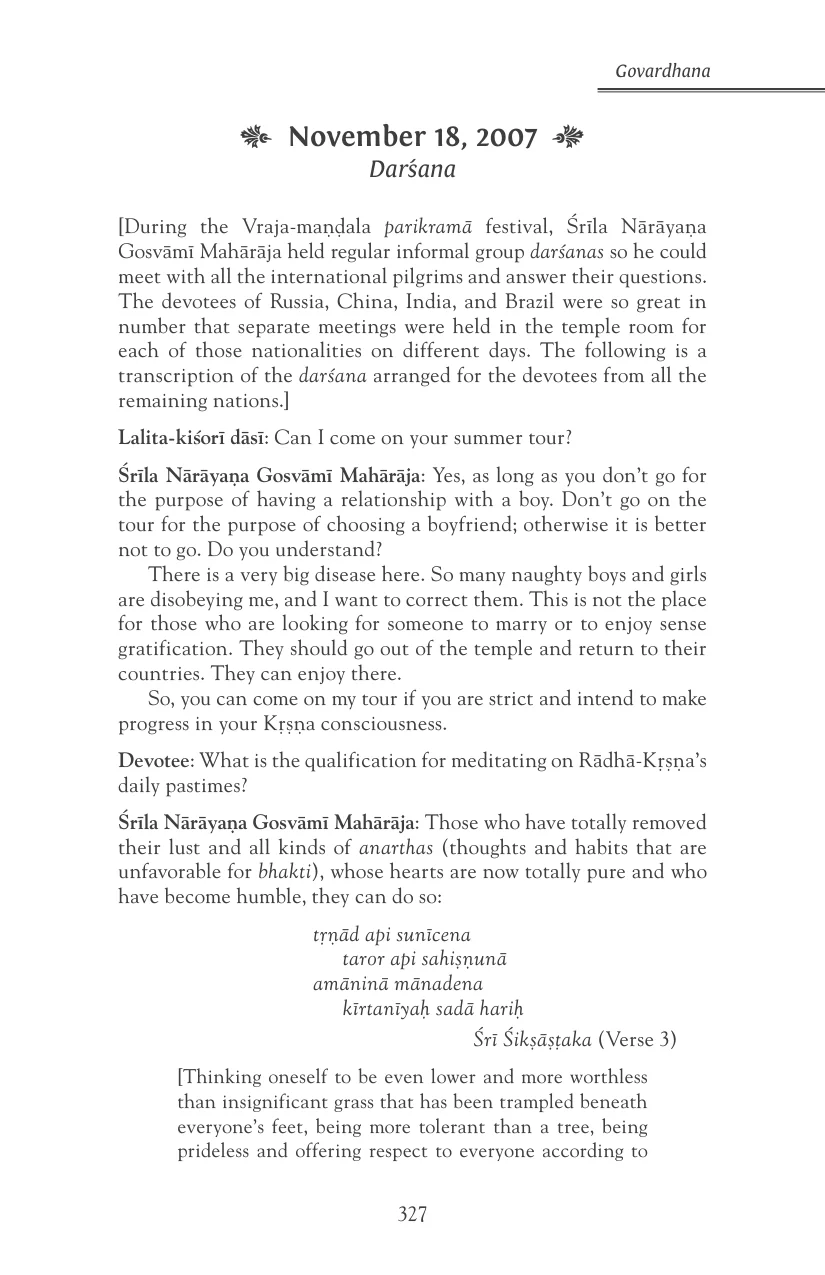 Govardhana
November 18, 2007
Darśana
[During the Vraja-maṇḍala parikramā festival, Śrīla Nārāyaṇa
Gosvāmī Mahārāja held regular informal group darśanas so he could
meet with all the international pilgrims and answer their questions.
The devotees of Russia, China, India, and Brazil were so great in
number that separate meetings were held in the temple room for
each of those nationalities on different days. The following is a
transcription of the darśana arranged for the devotees from all the
remaining nations.]
Lalita-kiśorī dāsī: Can I come on your summer tour?
Śrīla Nārāyaṇa Gosvāmī Mahārāja: Yes, as long as you don't go for
the purpose of having a relationship with a boy. Don't go on the
tour for the purpose of choosing a boyfriend; otherwise it is better
not to go. Do you understand?
There is a very big disease here. So many naughty boys and girls
are disobeying me, and I want to correct them. This is not the place
for those who are looking for someone to marry or to enjoy sense
gratification. They should go out of the temple and return to their
countries. They can enjoy there.
So, you can come on my tour if you are strict and intend to make
progress in your Kṛṣṇa consciousness.
Devotee: What is the qualification for meditating on Rādhā-Kṛṣṇa's
daily pastimes?
Śrīla Nārāyaṇa Gosvāmī Mahārāja: Those who have totally removed
their lust and all kinds of anarthas (thoughts and habits that are
unfavorable for bhakti), whose hearts are now totally pure and who
have become humble, they can do so:
tṛṇād api sunīcena
taror api sahiṣṇunā
amāninā mānadena
kīrtanīyaḥ sadā hariḥ
Śrī Śikṣāṣṭaka (Verse 3)
[Thinking oneself to be even lower and more worthless
than insignificant grass that has been trampled beneath
everyone's feet, being more tolerant than a tree, being
prideless and offering respect to everyone according to
327